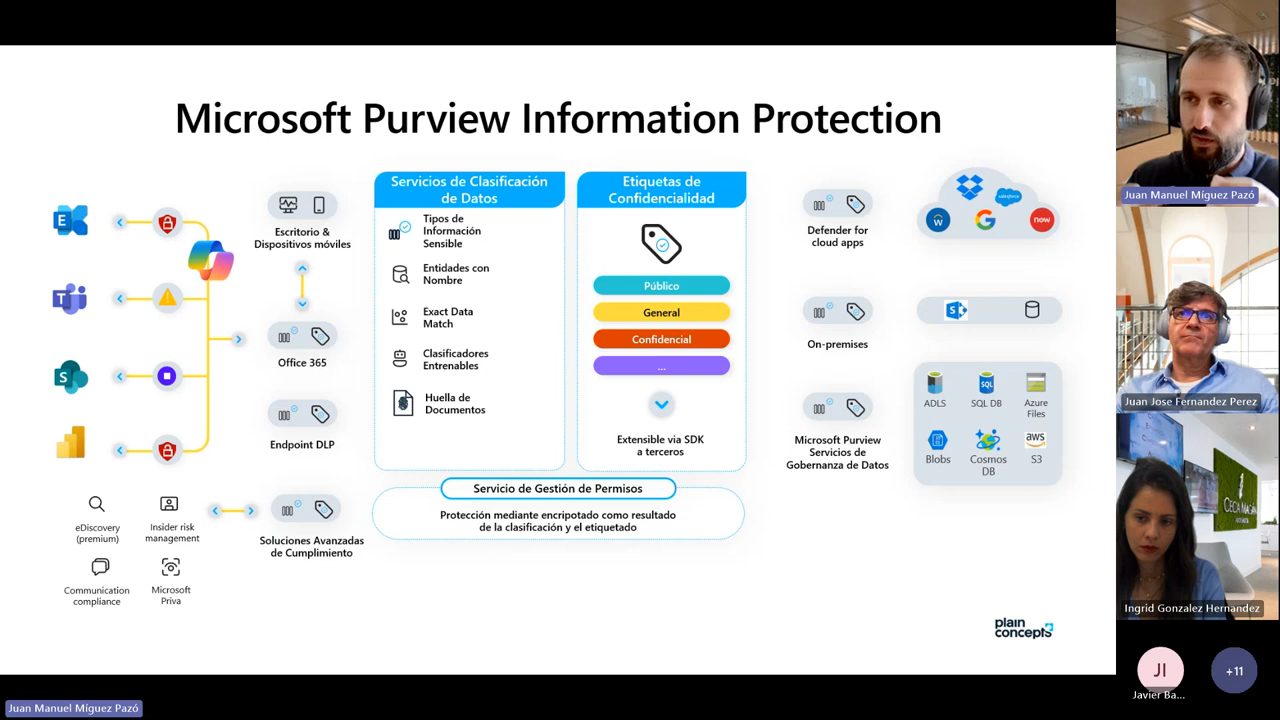 Microsoft Purview Information Protection
E
T
S
Escritorio &
Dispositivos móviles
Office 365
Endpoint DLP
eDiscovery
(premium)
Insider risk
management
Communication
compliance
Microsoft
Priva
Soluciones Avanzadas
de Cumplimiento
Servicios de Clasificación
de Datos
Tipos de
Información
Sensible
Entidades con
Nombre
Exact Data
Match
Clasificadores
Entrenables
Huella de
Documentos
Etiquetas de
Confidencialidad
Público
General
Confidencial
...
Extensible via SDK
a terceros
Servicio de Gestión de Permisos
Protección mediante encripotado como resultado
de la clasificación y el etiquetado
Defender for
cloud apps
salesforce
w
G
now
On-premises
S
Microsoft Purview
Servicios de
Gobernanza de Datos
ADLS
SQL
SQL DB
Azure
Files
Blobs
Cosmos
DB
aws
S3
plain
concepts
Juan Manuel Míguez Pazó
Juan Jose Fernandez Perez
CECA MAGÁN
Ingrid Gonzalez Hernandez
JI
Javier Ba...
+11
Juan Manuel Míguez Pazó